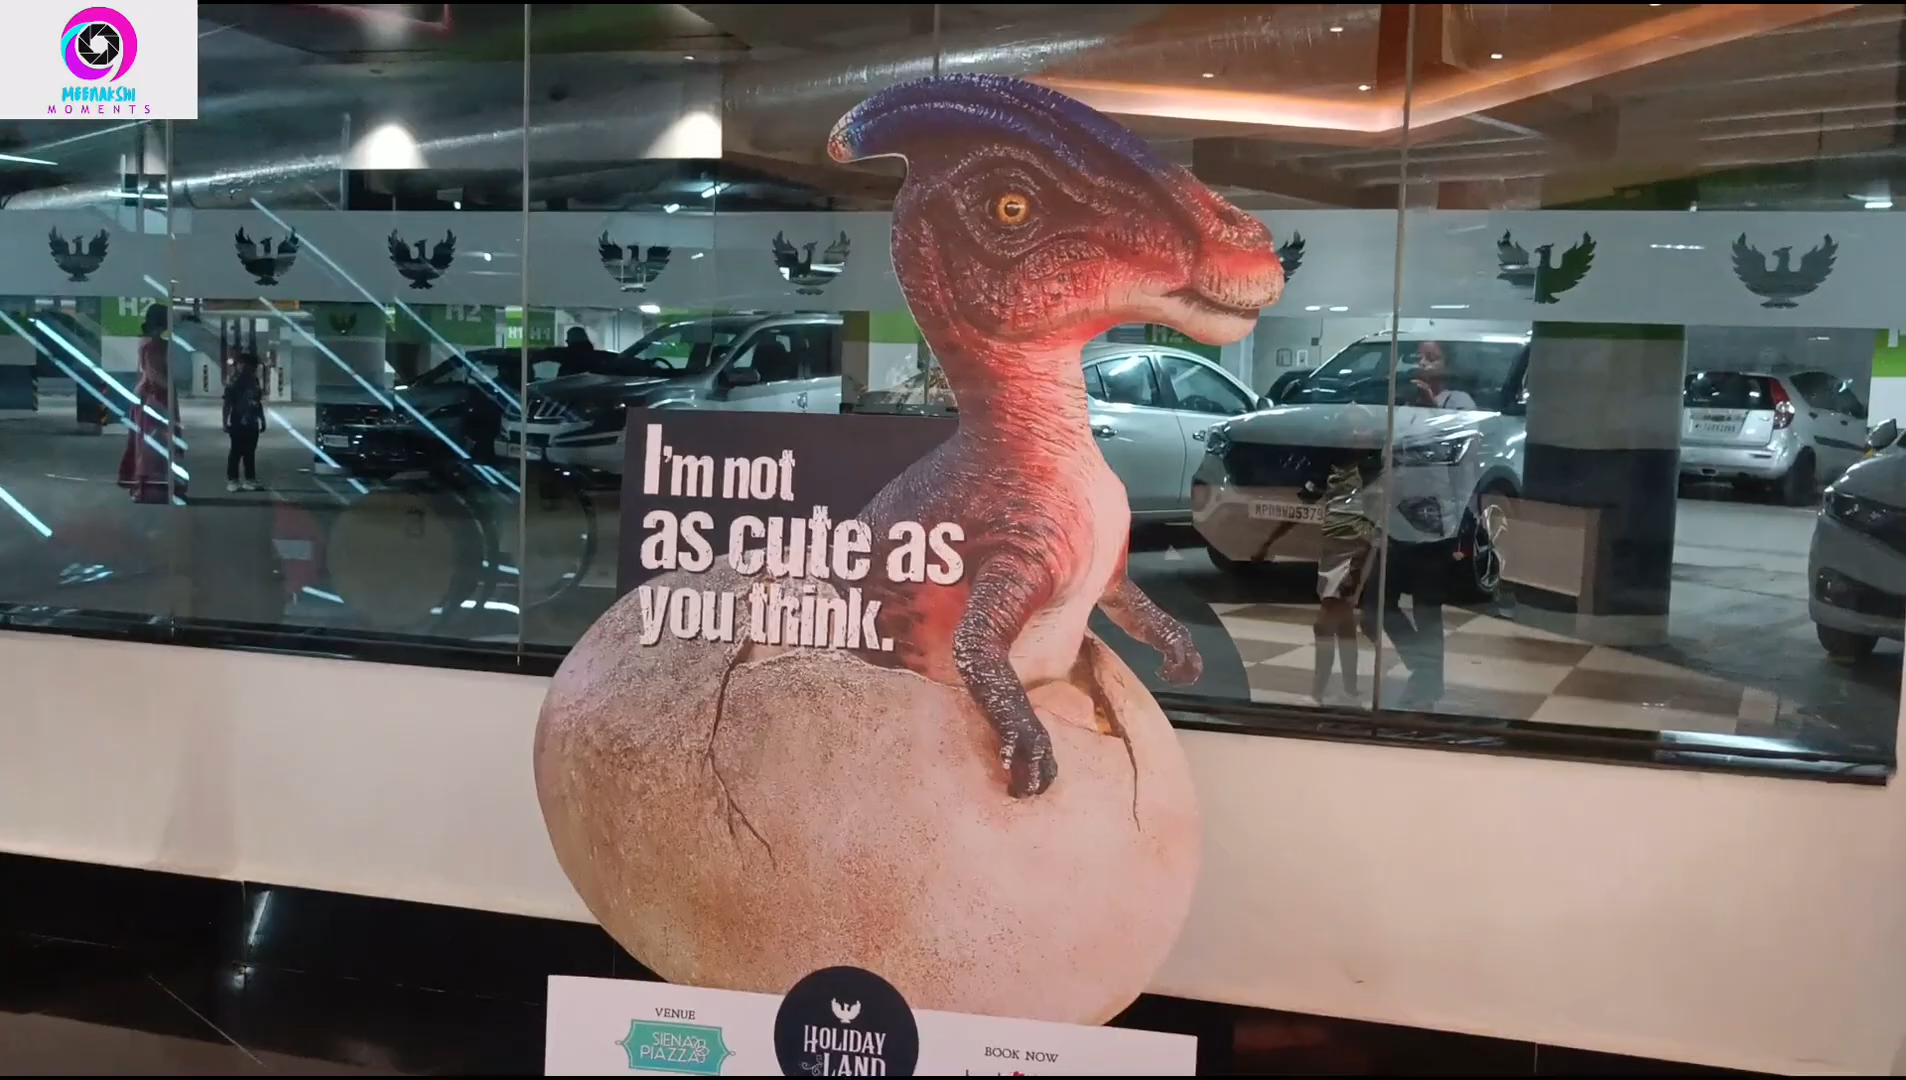 MEENAKSHI
MOMENTS
H2
H2
H1 H1
H2
I'm not
as cute as
you think.
VENUE
SIENA
PIAZZA
HOLIDAY
LAND
BOOK NOW